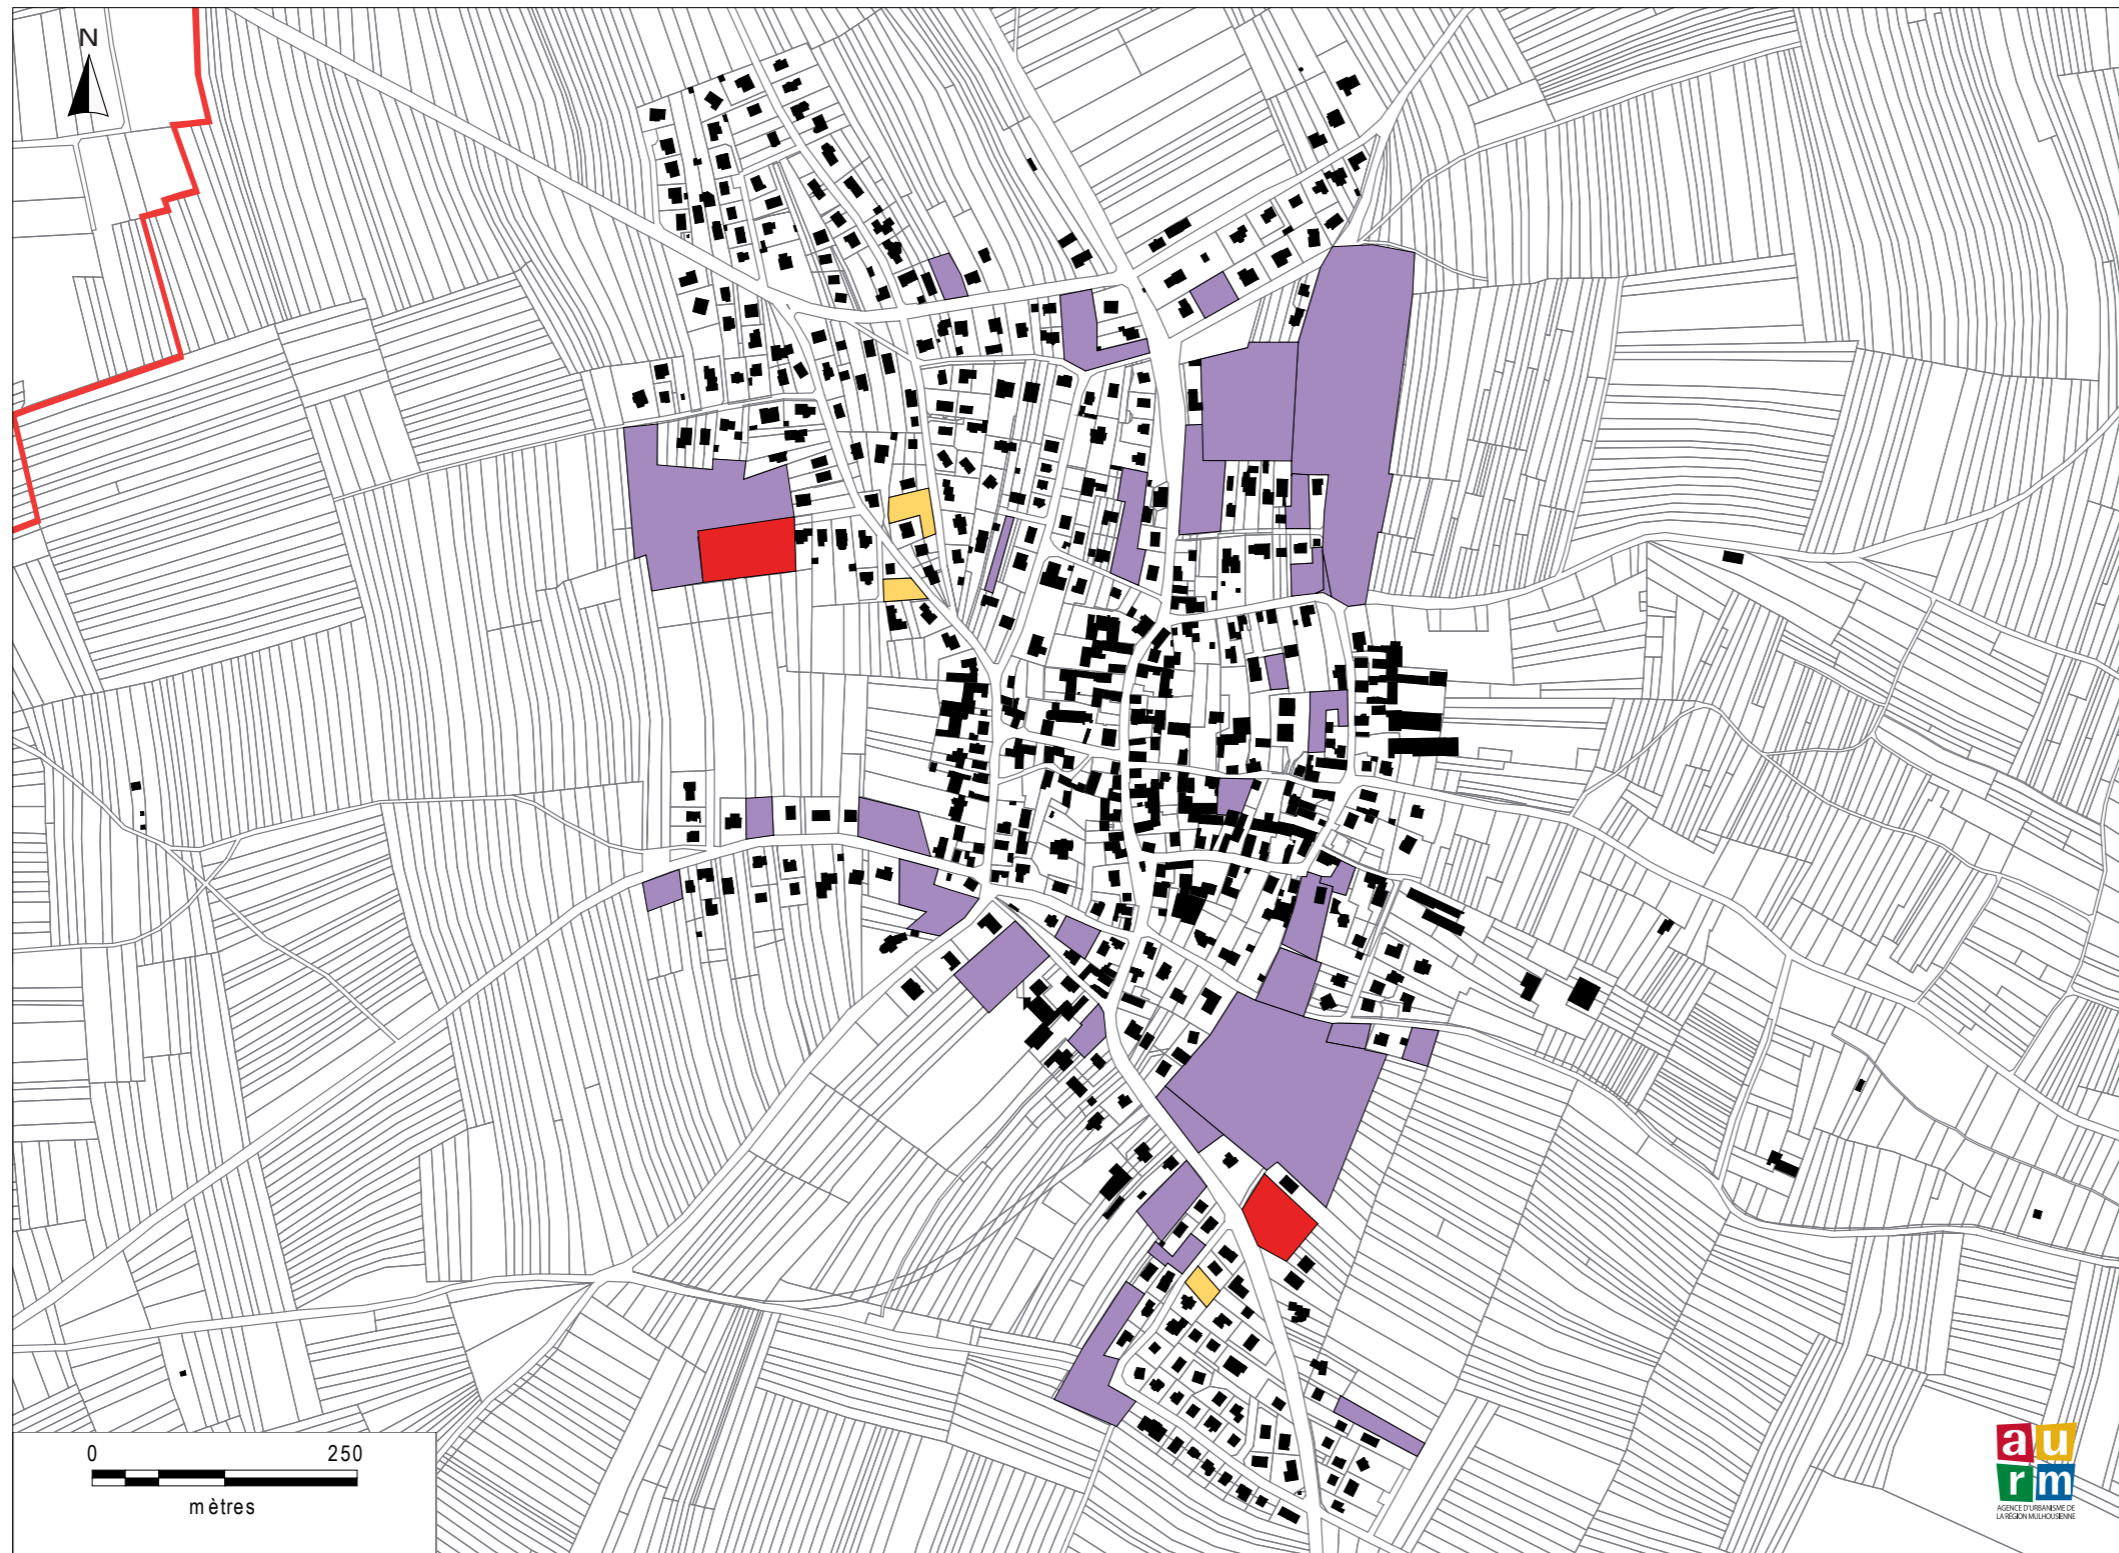 N
0 250
mètres
a u
r m
AGENCE D'URBANISME DE
LA RÉGION MULHOUSIENNE